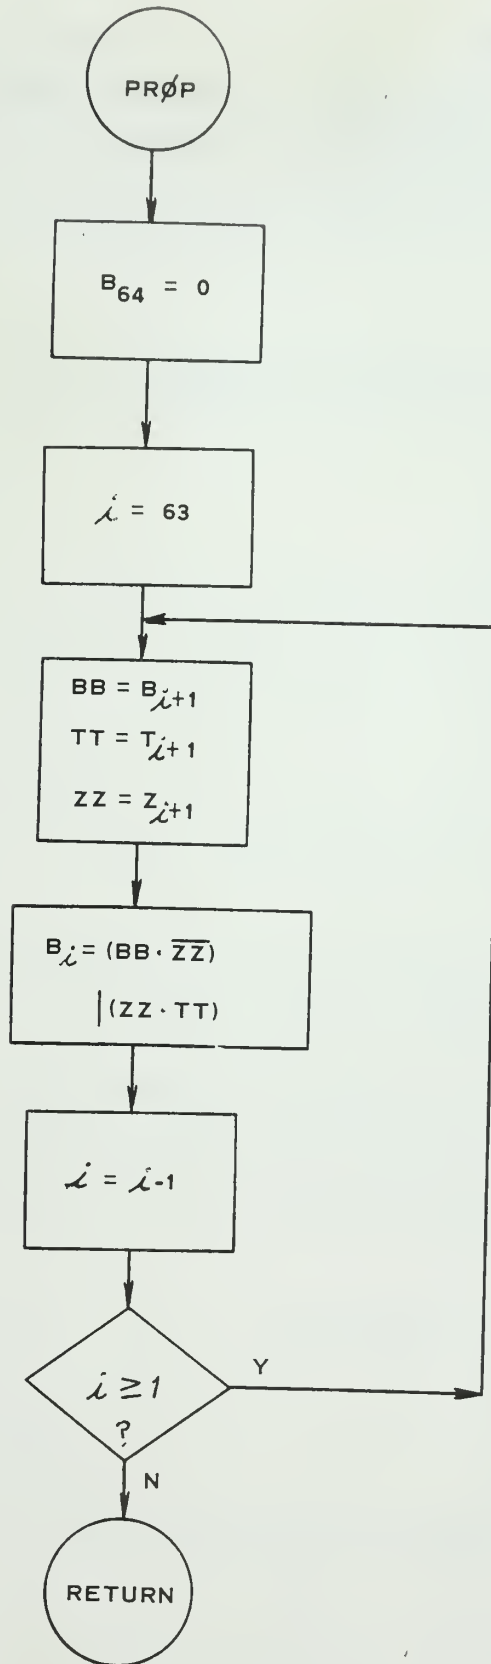 PRØP
B₆₄ = 0
i = 63
BB = Bᵢ₊₁
TT = Tᵢ₊₁
ZZ = Zᵢ₊₁
Bᵢ = (BB · Z̅Z̅)
| (ZZ · TT)
i = i-1
i ≥ 1
?
Y
N
RETURN